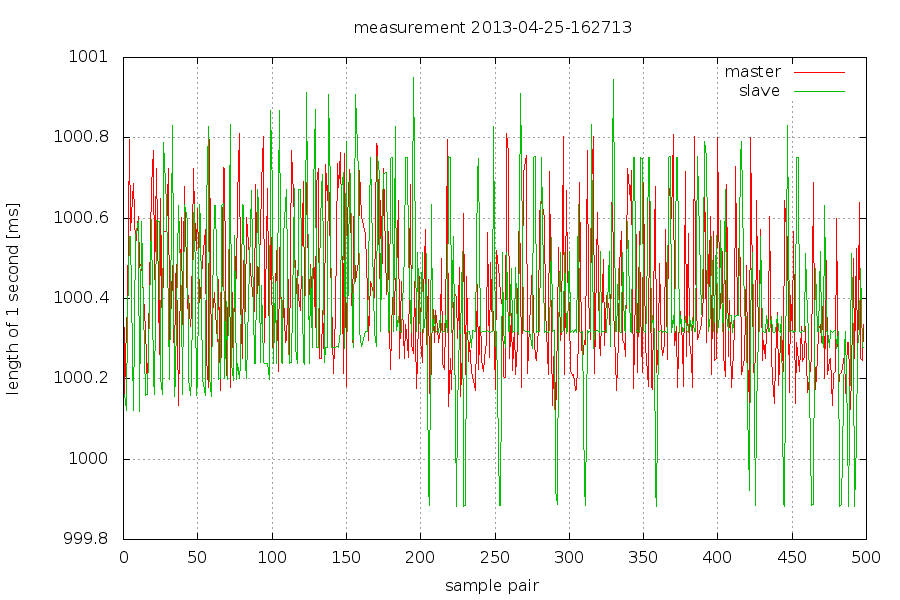 measurement 2013-04-25-162713
1001
1000.8
1000.6
1000.4
1000.2
1000
999.8
length of 1 second [ms]
master
slave
0 50 100 150 200 250 300 350 400 450 500
sample pair